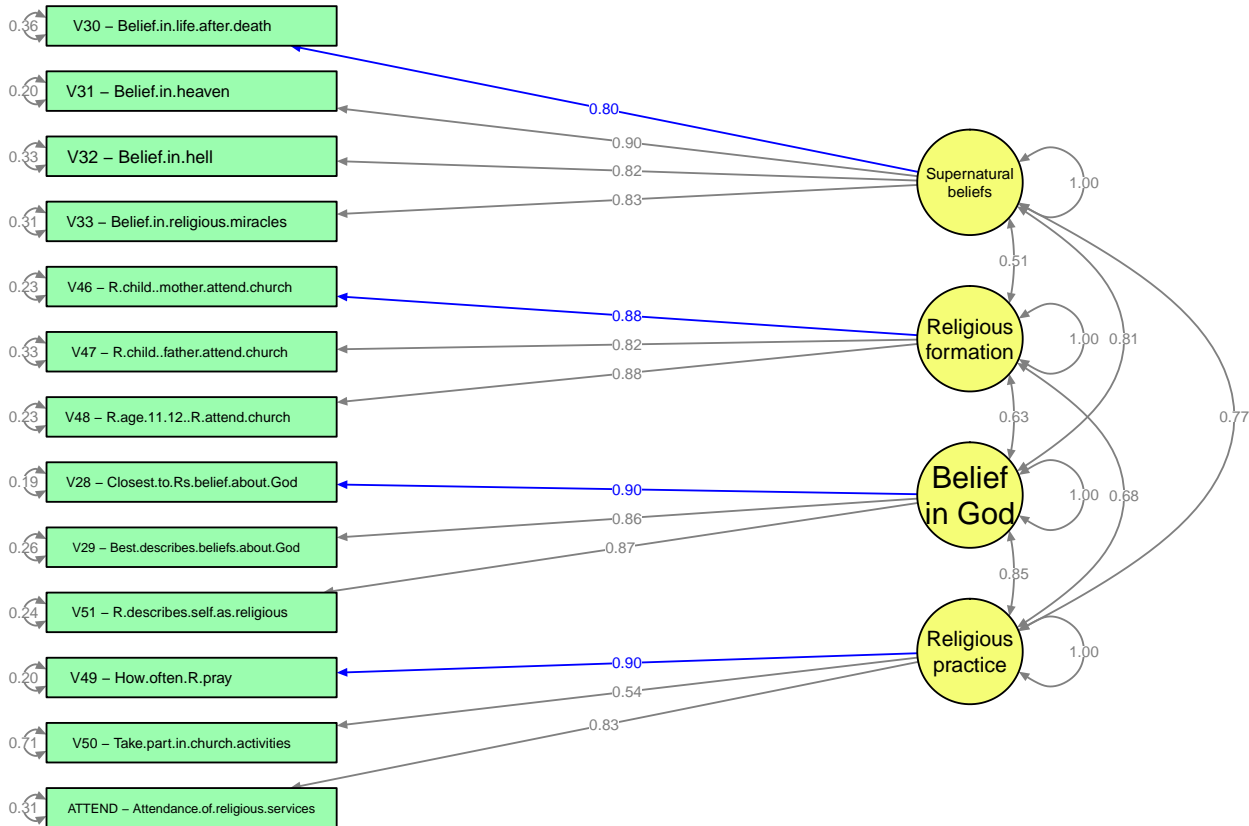 0.36
V30 – Belief.in.life.after.death
0.20
V31 – Belief.in.heaven
0.33
V32 – Belief.in.hell
0.31
V33 – Belief.in.religious.miracles
0.23
V46 – R.child..mother.attend.church
0.33
V47 – R.child..father.attend.church
0.23
V48 – R.age.11.12..R.attend.church
0.19
V28 – Closest.to.Rs.belief.about.God
0.26
V29 – Best.describes.beliefs.about.God
0.24
V51 – R.describes.self.as.religious
0.20
V49 – How.often.R.pray
0.71
V50 – Take.part.in.church.activities
0.31
ATTEND – Attendance.of.religious.services
0.80
0.90
0.82
0.83
0.88
0.82
0.88
0.90
0.86
0.87
0.90
0.54
0.83
Supernatural
beliefs
1.00
0.51
Religious
formation
1.00
0.81
0.63
0.77
Belief
in God
1.00
0.68
0.85
Religious
practice
1.00